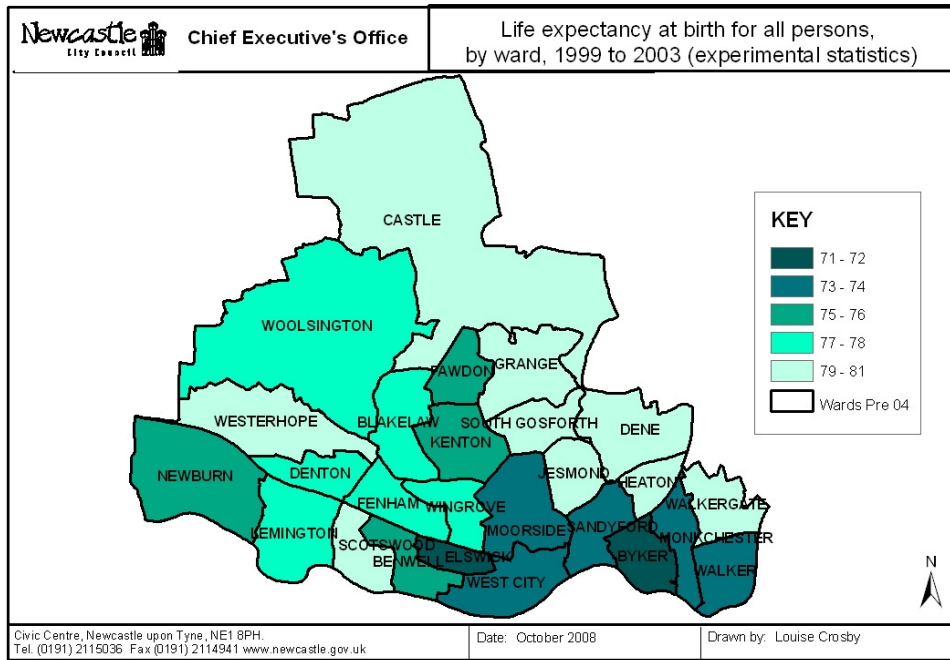 Newcastle
City Council
Chief Executive's Office
Life expectancy at birth for all persons,
by ward, 1999 to 2003 (experimental statistics)
CASTLE
KEY
71 - 72
73 - 74
75 - 76
77 - 78
79 - 81
Wards Pre 04
WOOLSINGTON
GRANGE
FAWDON
WESTERHOPE
BLAKELAW
SOUTH GOSFORTH
DENE
KENTON
NEWBURN
DENTON
JESMOND
HEATON
FENHAM
WINGROVE
WALKERGATE
LEMINGTON
MOORSIDE
SANDYFORD
MONKCHESTER
SCOTSWOOD
BENWELL
ELSWICK
BYKER
WALKER
WEST CITY
N
Civic Centre, Newcastle upon Tyne, NE1 8PH.
Tel. (0191) 2115036 Fax (0191) 2114941 www.newcastle.gov.uk
Date: October 2008
Drawn by: Louise Crosby